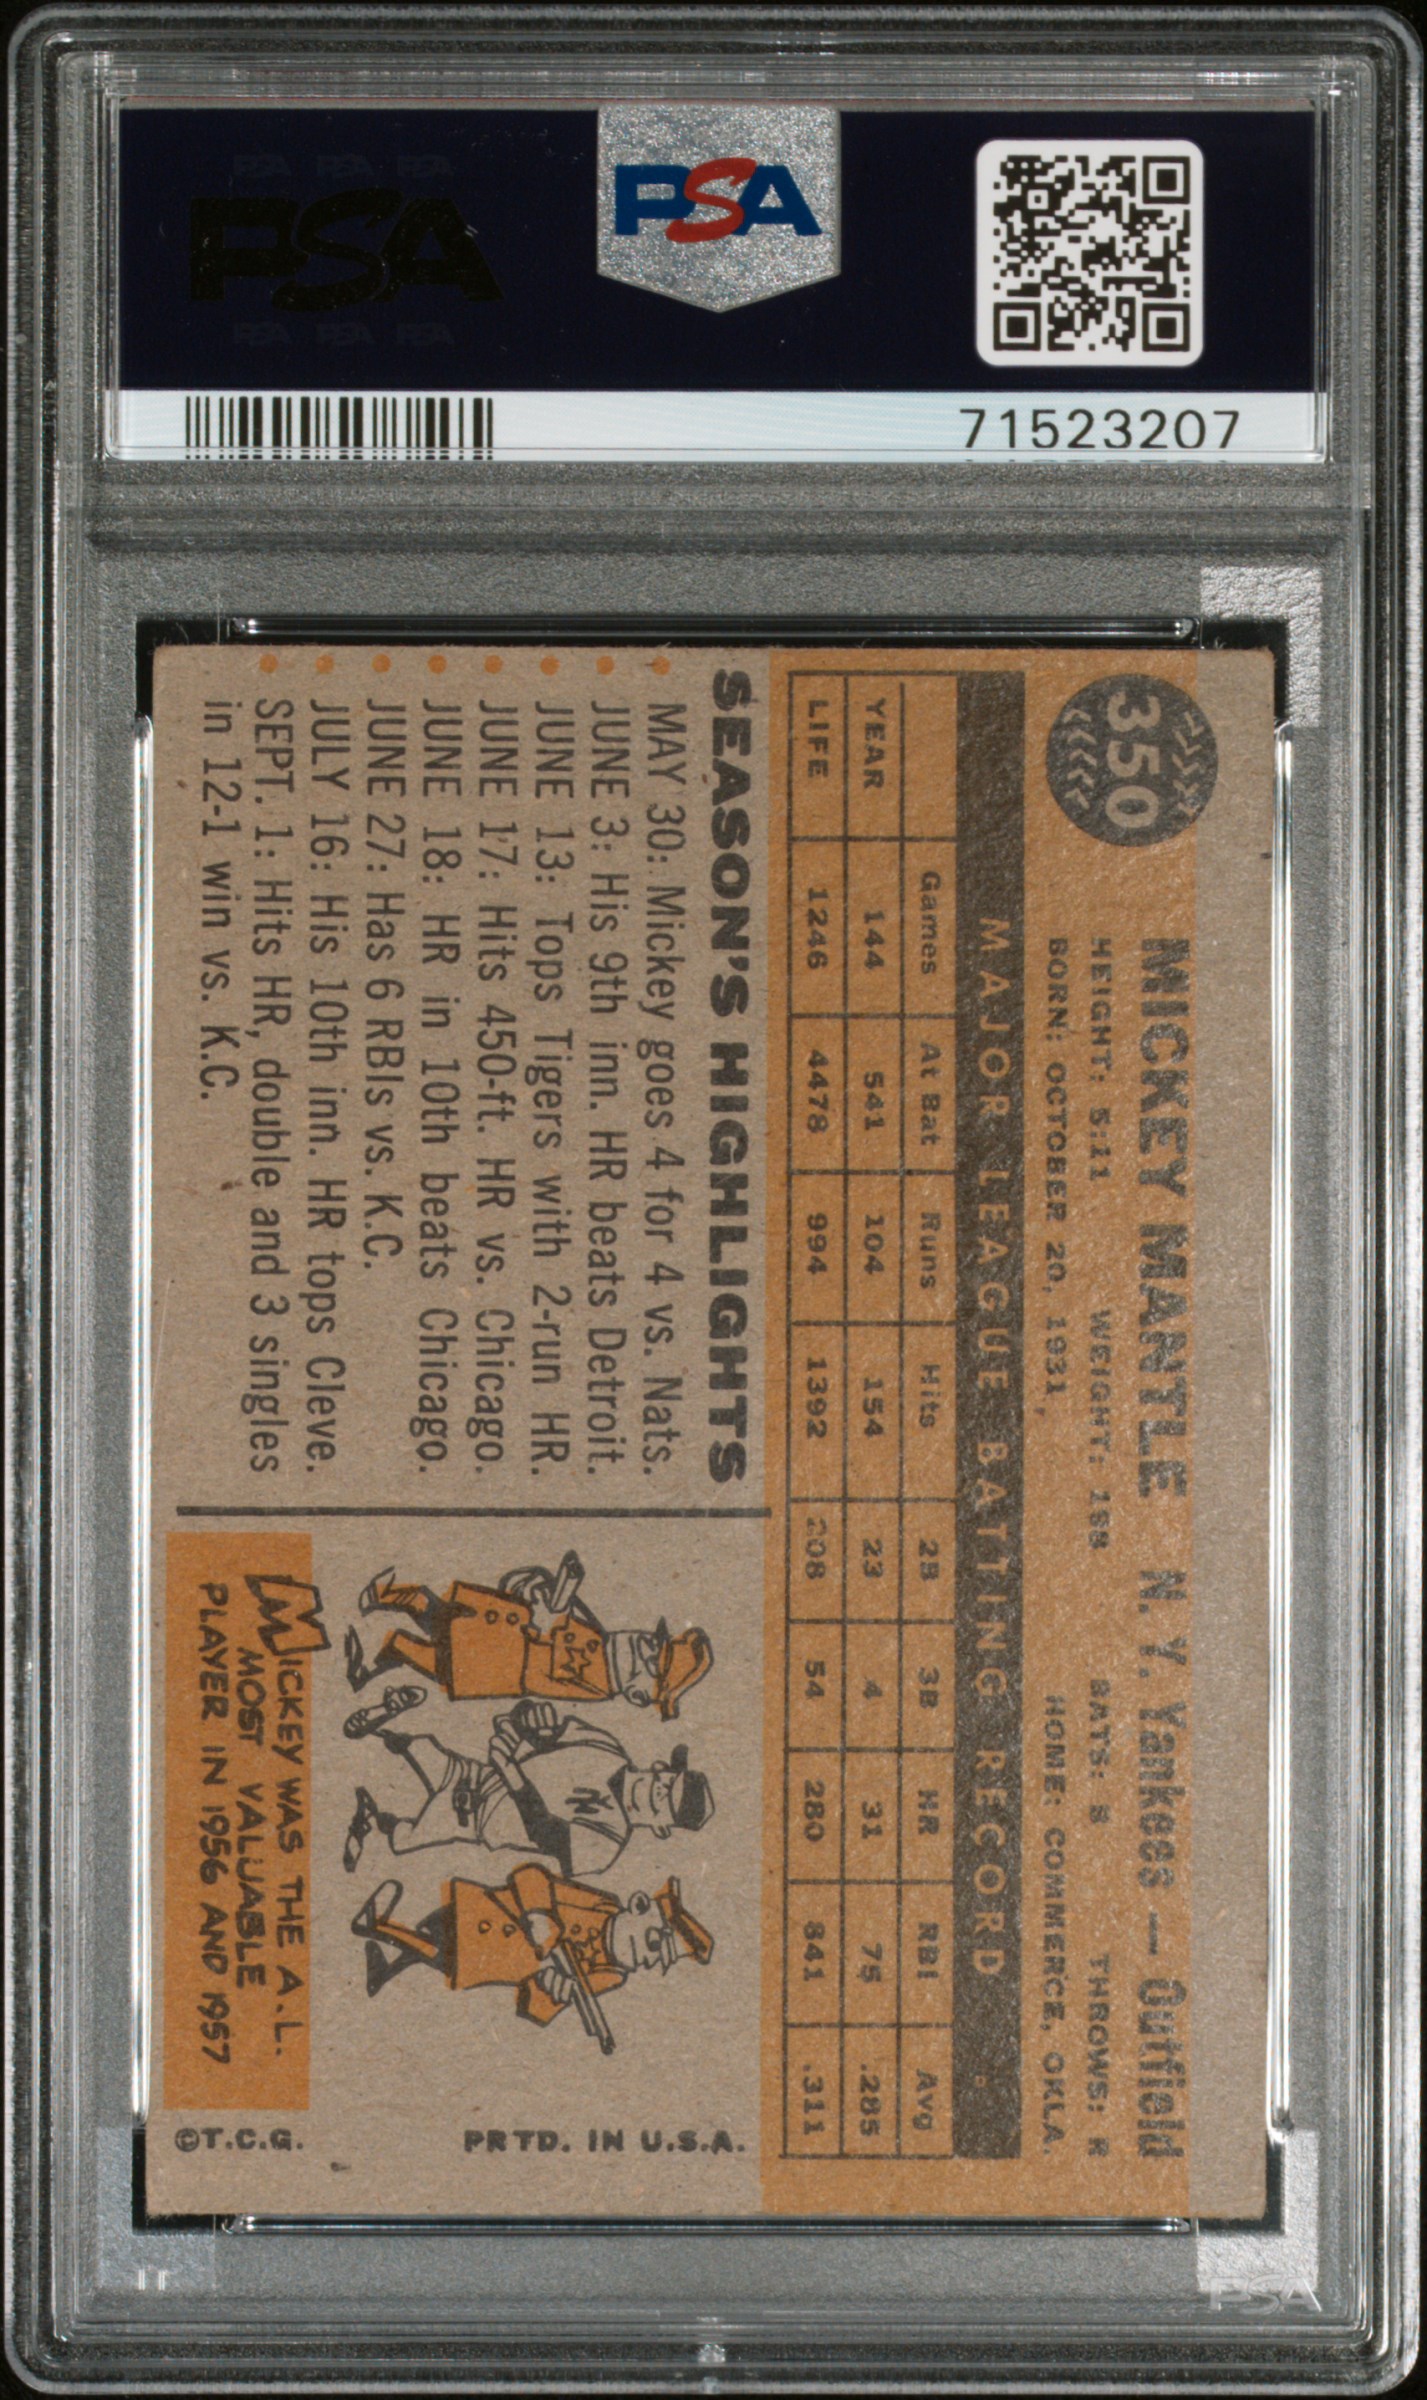 PSA PSA PSA
PSA
PSA PSA PSA
PSA
71523207
350
MICKEY MANTLE N. Y. Yankees — Outfield
HEIGHT: 5:11 WEIGHT: 188 BATS: B THROWS: R
BORN: OCTOBER 20, 1931, HOME: COMMERCE, OKLA.
MAJOR LEAGUE BATTING RECORD
Games At Bat Runs Hits 2B 3B HR RBI Avg
YEAR 144 541 104 154 23 4 31 75 .285
LIFE 1246 4478 994 1392 208 54 280 841 .311
SEASON'S HIGHLIGHTS
MAY 30: Mickey goes 4 for 4 vs. Nats.
JUNE 3: His 9th inn. HR beats Detroit.
JUNE 13: Tops Tigers with 2-run HR.
JUNE 17: Hits 450-ft. HR vs. Chicago.
JUNE 18: HR in 10th beats Chicago.
JUNE 27: Has 6 RBIs vs. K.C.
JULY 16: His 10th inn. HR tops Cleve.
SEPT. 1: Hits HR, double and 3 singles
in 12-1 win vs. K.C.
NY
MICKEY WAS THE A.L.
MOST VALUABLE
PLAYER IN 1956 AND 1957
PRTD. IN U.S.A.
©T.C.G.
PSA